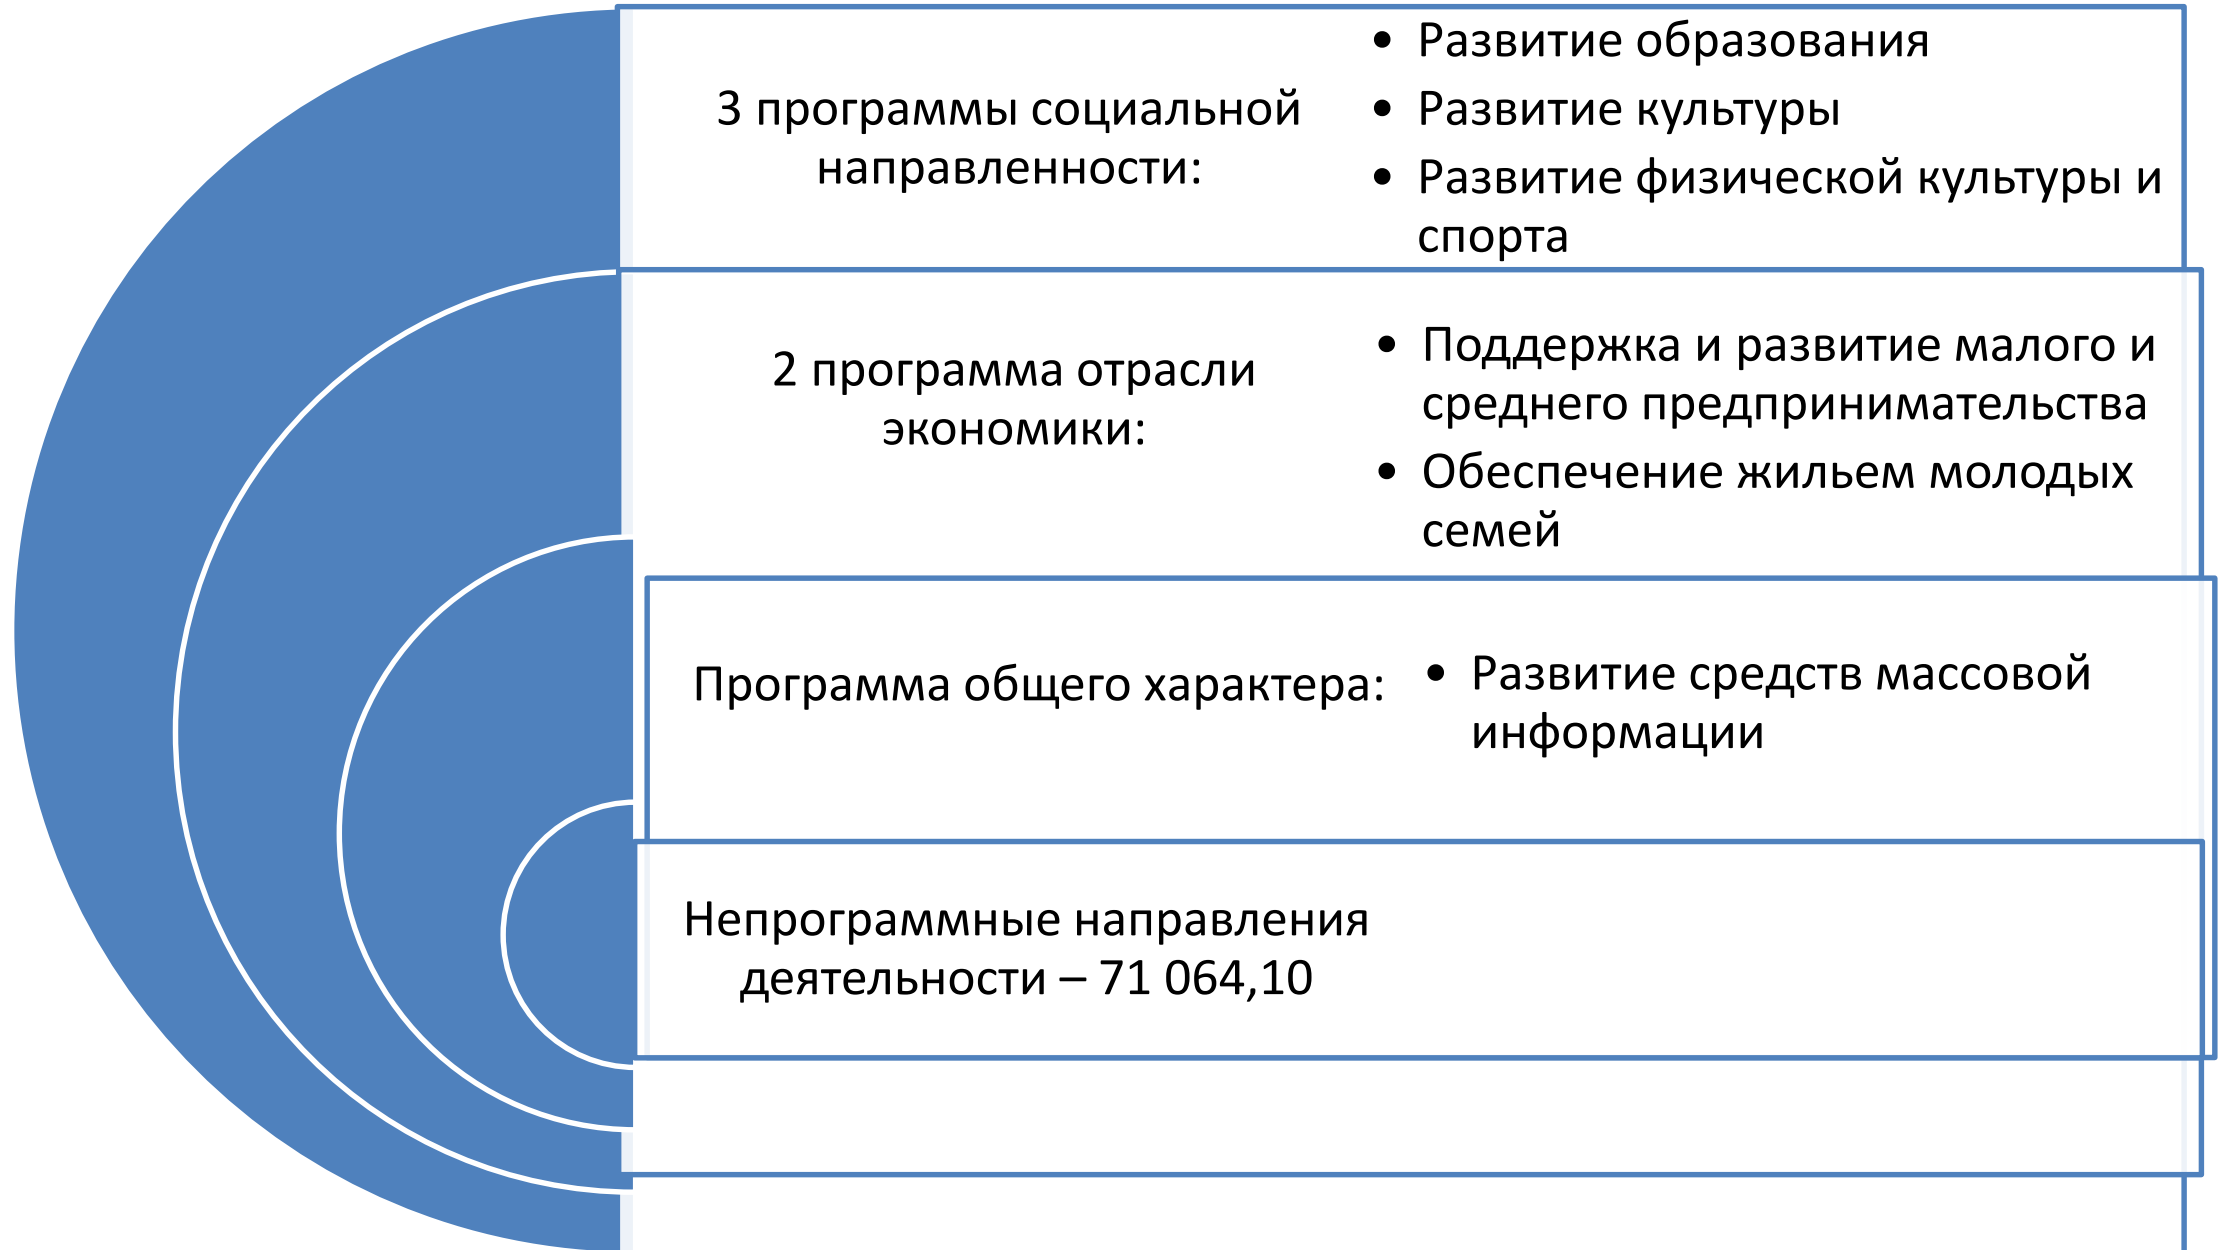 3 программы социальной
направленности:
• Развитие образования
• Развитие культуры
• Развитие физической культуры и
спорта
2 программа отрасли
экономики:
• Поддержка и развитие малого и
среднего предпринимательства
• Обеспечение жильем молодых
семей
Программа общего характера:
• Развитие средств массовой
информации
Непрограммные направления
деятельности – 71 064,10